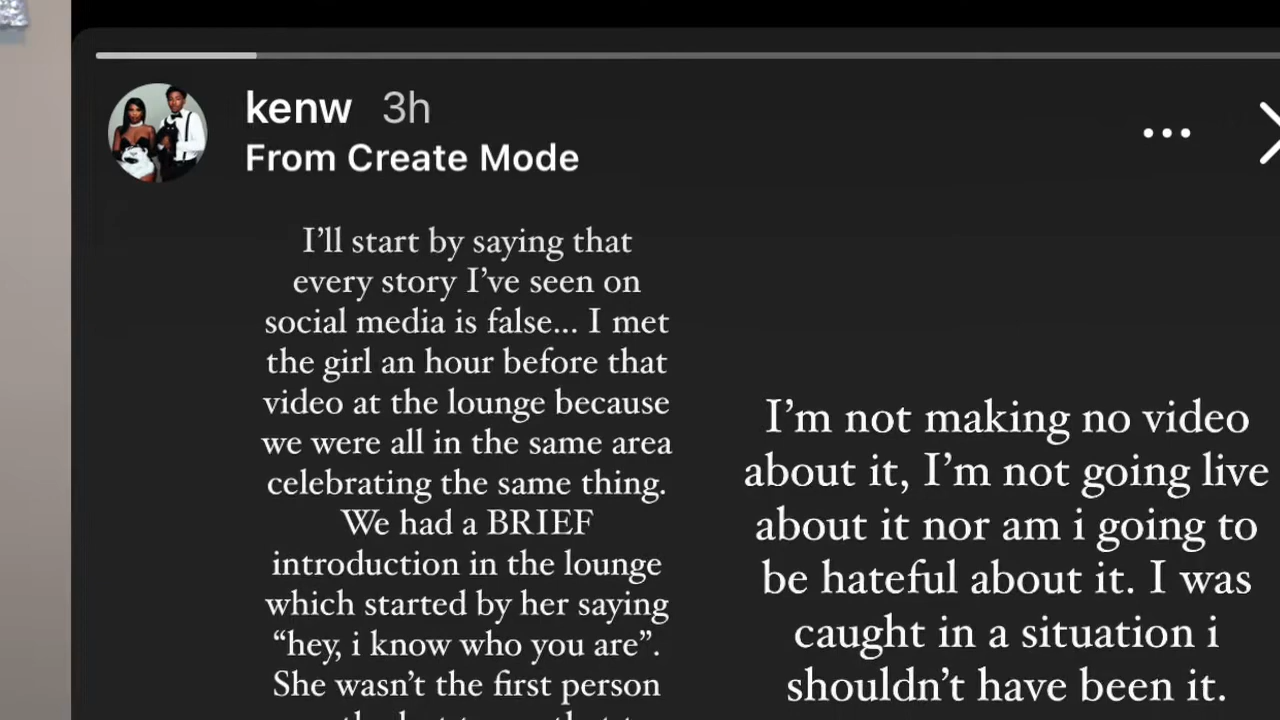 kenw 3h
From Create Mode
I'll start by saying that
every story I've seen on
social media is false... I met
the girl an hour before that
video at the lounge because
we were all in the same area
celebrating the same thing.
We had a BRIEF
introduction in the lounge
which started by her saying
“hey, i know who you are”.
She wasn't the first person
I'm not making no video
about it, I'm not going live
about it nor am i going to
be hateful about it. I was
caught in a situation i
shouldn't have been it.